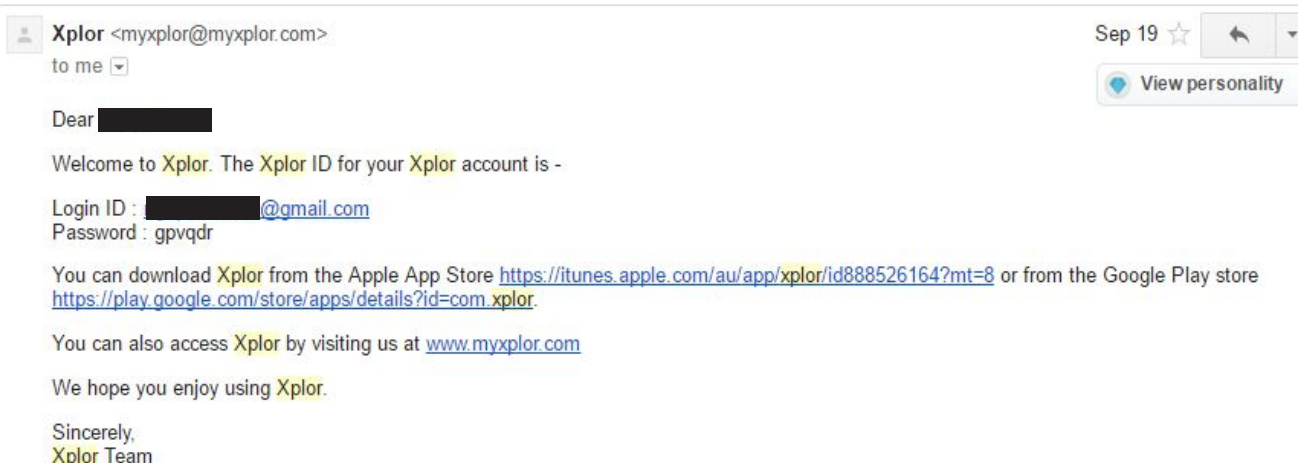 Xplor <myxplor@myxplor.com>
Sep 19
to me
View personality
Dear
Welcome to Xplor. The Xplor ID for your Xplor account is -
Login ID : @gmail.com
Password : gpvqdr
You can download Xplor from the Apple App Store https://itunes.apple.com/au/app/xplor/id888526164?mt=8 or from the Google Play store
https://play.google.com/store/apps/details?id=com.xplor.
You can also access Xplor by visiting us at www.myxplor.com
We hope you enjoy using Xplor.
Sincerely,
Xplor Team